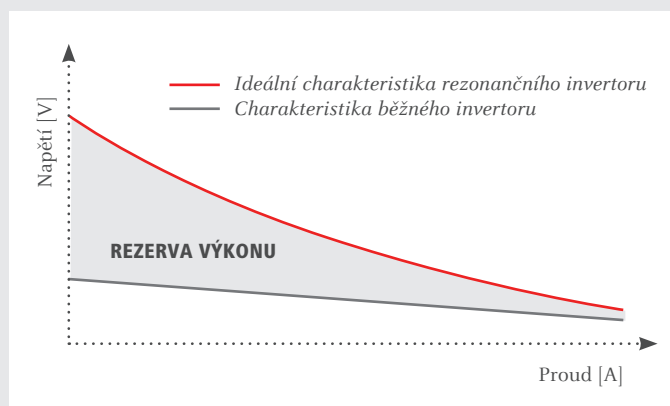 Napětí [V]
Ideální charakteristika rezonančního invertoru
Charakteristika běžného invertoru
REZERVA VÝKONU
Proud [A]